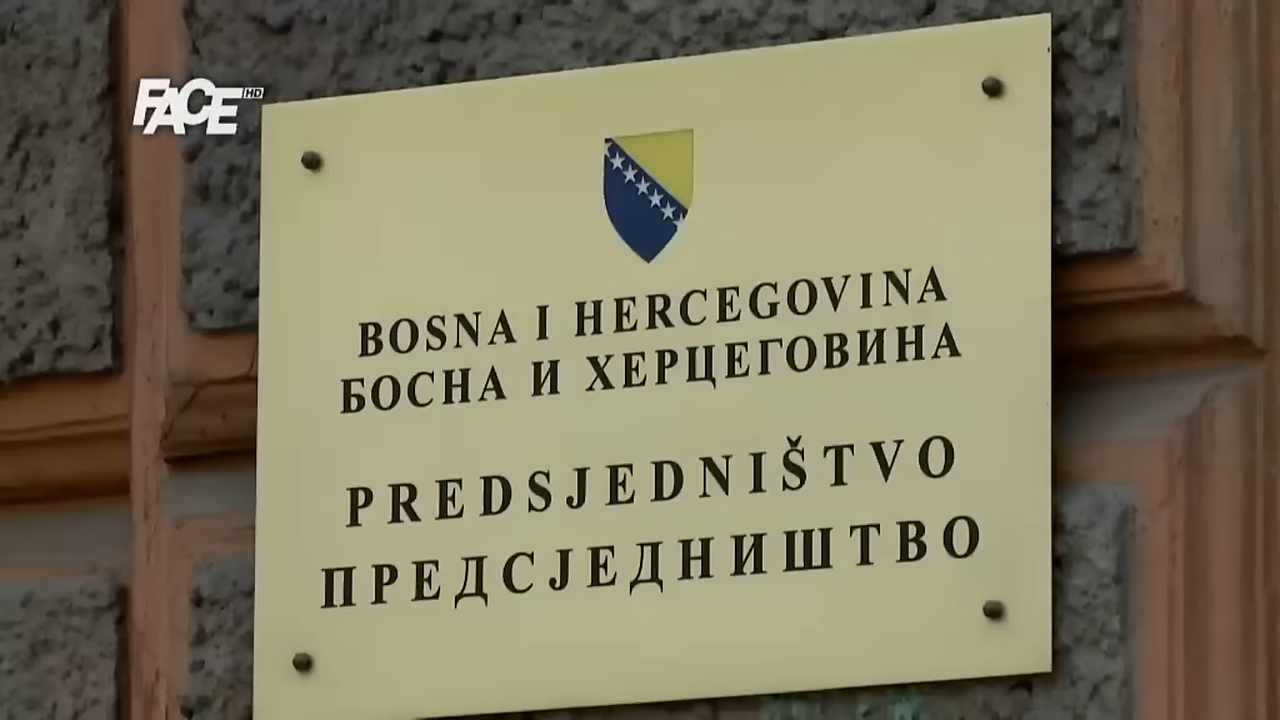 FACE HD
BOSNA I HERCEGOVINA
БОСНА И ХЕРЦЕГОВИНА
PREDSJEDNIŠTVO
ПРЕДСЈЕДНИШТВО